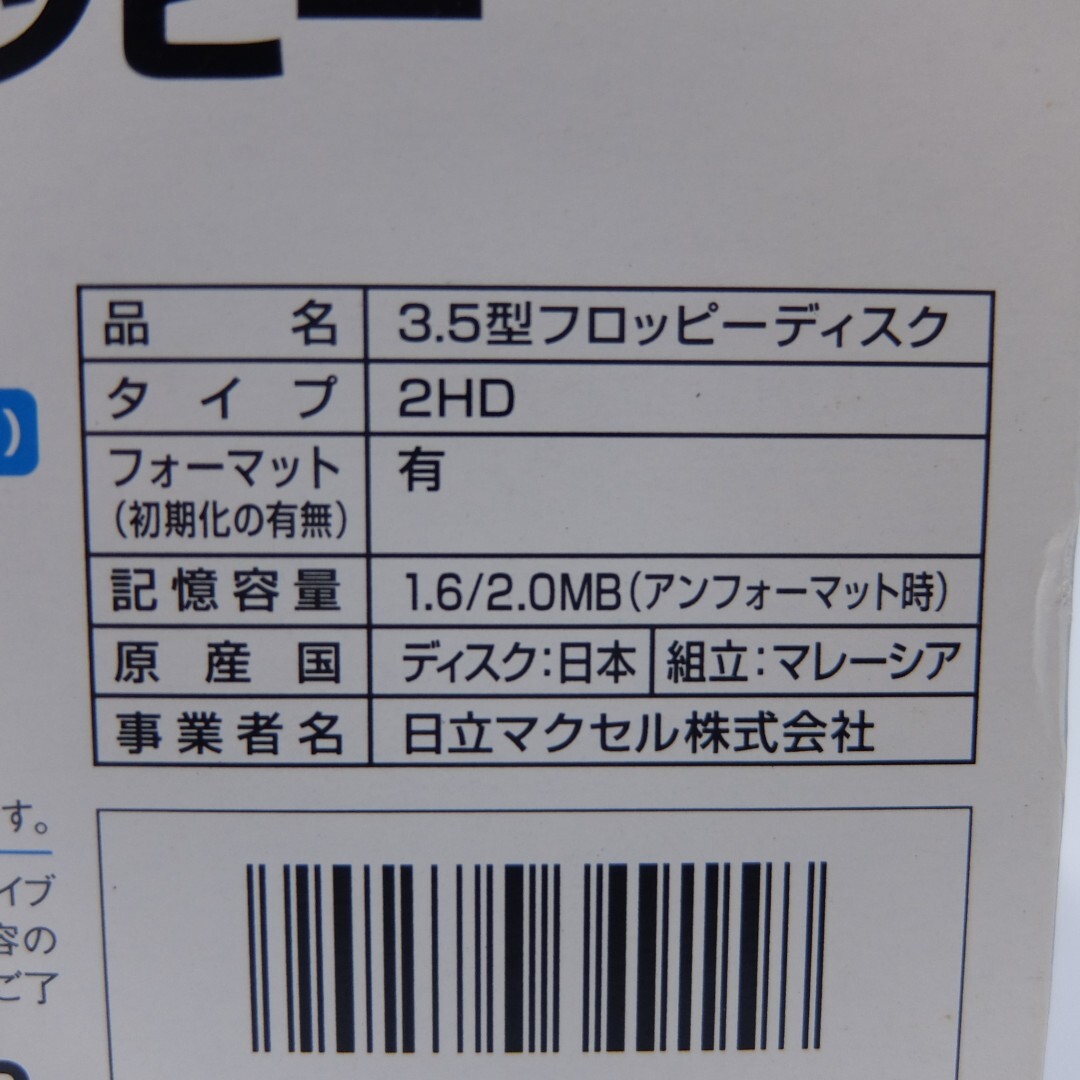 ッピー
品名 3.5型フロッピーディスク
タイプ 2HD
フォーマット 有
(初期化の有無)
記憶容量 1.6/2.0MB(アンフォーマット時)
原産国 ディスク:日本 組立:マレーシア
事業者名 日立マクセル株式会社
)
す。
イブ
容の
ご了